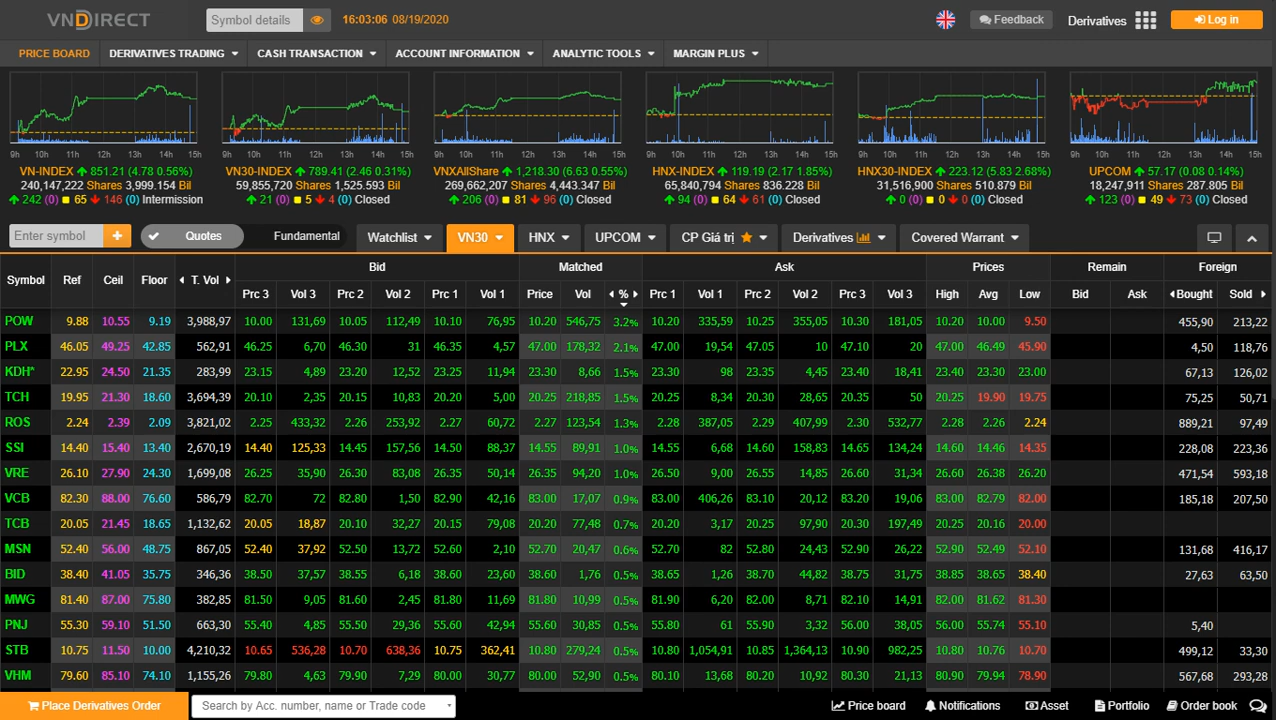 VNDIRECT Symbol details 16:03:06 08/19/2020 Feedback Derivatives Log in
PRICE BOARD DERIVATIVES TRADING CASH TRANSACTION ACCOUNT INFORMATION ANALYTIC TOOLS MARGIN PLUS
9h 10h 11h 12h 13h 14h 15h 9h 10h 11h 12h 13h 14h 15h 9h 10h 11h 12h 13h 14h 15h 9h 10h 11h 12h 13h 14h 15h 9h 10h 11h 12h 13h 14h 15h 9h 10h 11h 12h 13h 14h 15h
VN-INDEX 851.21 (4.78 0.56%) VN30-INDEX 789.41 (2.46 0.31%) VNXAllShare 1,218.30 (6.63 0.55%) HNX-INDEX 119.19 (2.17 1.85%) HNX30-INDEX 223.12 (5.83 2.68%) UPCOM 57.17 (0.08 0.14%)
240,147,222 Shares 3,999.154 Bil 59,855,720 Shares 1,525.593 Bil 269,662,207 Shares 4,443.347 Bil 65,840,794 Shares 836.228 Bil 31,516,900 Shares 510.879 Bil 18,247,911 Shares 287.805 Bil
242 (0) 65 146 (0) Intermission 21 (0) 5 4 (0) Closed 206 (0) 81 96 (0) Closed 94 (0) 64 61 (0) Closed 0 (0) 0 0 (0) Closed 123 (0) 49 73 (0) Closed
Enter symbol + Quotes Fundamental Watchlist VN30 HNX UPCOM CP Giá trị Derivatives Covered Warrant
Symbol Ref Ceil Floor T. Vol Bid Matched Ask Prices Remain Foreign
Prc 3 Vol 3 Prc 2 Vol 2 Prc 1 Vol 1 Price Vol % Prc 1 Vol 1 Prc 2 Vol 2 Prc 3 Vol 3 High Avg Low Bid Ask Bought Sold
POW 9.88 10.55 9.19 3,988,97 10.00 131,69 10.05 112,49 10.10 76,95 10.20 546,75 3.2% 10.20 335,59 10.25 355,05 10.30 181,05 10.20 10.00 9.50 455,90 213,22
PLX 46.05 49.25 42.85 562,91 46.25 6,70 46.30 31 46.35 4,57 47.00 178,32 2.1% 47.00 19,54 47.05 10 47.10 20 47.00 46.49 45.90 4,50 118,76
KDH* 22.95 24.50 21.35 283,99 23.15 4,89 23.20 12,52 23.25 11,94 23.30 8,66 1.5% 23.30 98 23.35 4,45 23.40 18,41 23.40 23.30 23.00 67,13 126,02
TCH 19.95 21.30 18.60 3,694,39 20.10 2,35 20.15 10,83 20.20 5,00 20.25 218,85 1.5% 20.25 8,34 20.30 28,65 20.35 50 20.25 19.90 19.75 75,25 50,71
ROS 2.24 2.39 2.09 3,821,02 2.25 433,32 2.26 253,92 2.27 60,72 2.27 123,54 1.3% 2.28 387,05 2.29 407,99 2.30 532,77 2.28 2.26 2.24 889,21 97,49
SSI 14.40 15.40 13.40 2,670,19 14.40 125,33 14.45 157,56 14.50 88,37 14.55 89,91 1.0% 14.55 6,68 14.60 158,83 14.65 134,24 14.60 14.46 14.35 228,08 223,36
VRE 26.10 27.90 24.30 1,699,08 26.25 35,90 26.30 83,08 26.35 50,14 26.35 94,20 1.0% 26.50 9,00 26.55 14,85 26.60 31,34 26.55 26.38 26.20 471,54 593,18
VCB 82.30 88.00 76.60 586,79 82.70 72 82.80 1,50 82.90 42,16 83.00 17,07 0.9% 83.00 406,26 83.10 20,12 83.20 19,06 83.00 82.79 82.00 185,18 207,50
TCB 20.05 21.45 18.65 1,132,62 20.05 18,87 20.10 32,27 20.15 79,08 20.20 77,48 0.7% 20.20 3,17 20.25 97,90 20.30 197,49 20.25 20.16 20.00
MSN 52.40 56.00 48.75 867,05 52.40 37,92 52.50 13,72 52.60 2,10 52.70 20,47 0.6% 52.70 82 52.80 24,43 52.90 26,22 52.90 52.49 52.10 131,68 416,17
BID 38.40 41.05 35.75 346,36 38.50 37,57 38.55 6,18 38.60 23,60 38.60 1,76 0.5% 38.65 1,26 38.70 44,82 38.75 31,75 38.85 38.65 38.40 27,63 63,50
MWG 81.40 87.00 75.80 382,85 81.50 9,05 81.60 2,45 81.80 11,69 81.80 10,99 0.5% 81.90 6,20 82.00 8,71 82.10 14,91 82.00 81.62 81.30
PNJ 55.30 59.10 51.50 663,30 55.40 4,85 55.50 29,36 55.60 42,94 55.60 30,85 0.5% 55.80 61 55.90 3,32 56.00 38,05 56.00 55.74 55.10 5,40
STB 10.75 11.50 10.00 4,210,32 10.65 536,28 10.70 638,36 10.75 362,41 10.80 279,24 0.5% 10.80 1,054,91 10.85 1,364,13 10.90 982,25 10.80 10.76 10.70 499,12 33,30
VHM 79.60 85.10 74.10 1,155,26 79.80 4,63 79.90 7,29 80.00 30,77 80.00 52,90 0.5% 80.10 13,68 80.20 10,92 80.30 21,13 80.90 79.94 78.90 567,68 293,28
Place Derivatives Order Search by Acc. number, name or Trade code Price board Notifications Asset Portfolio Order book